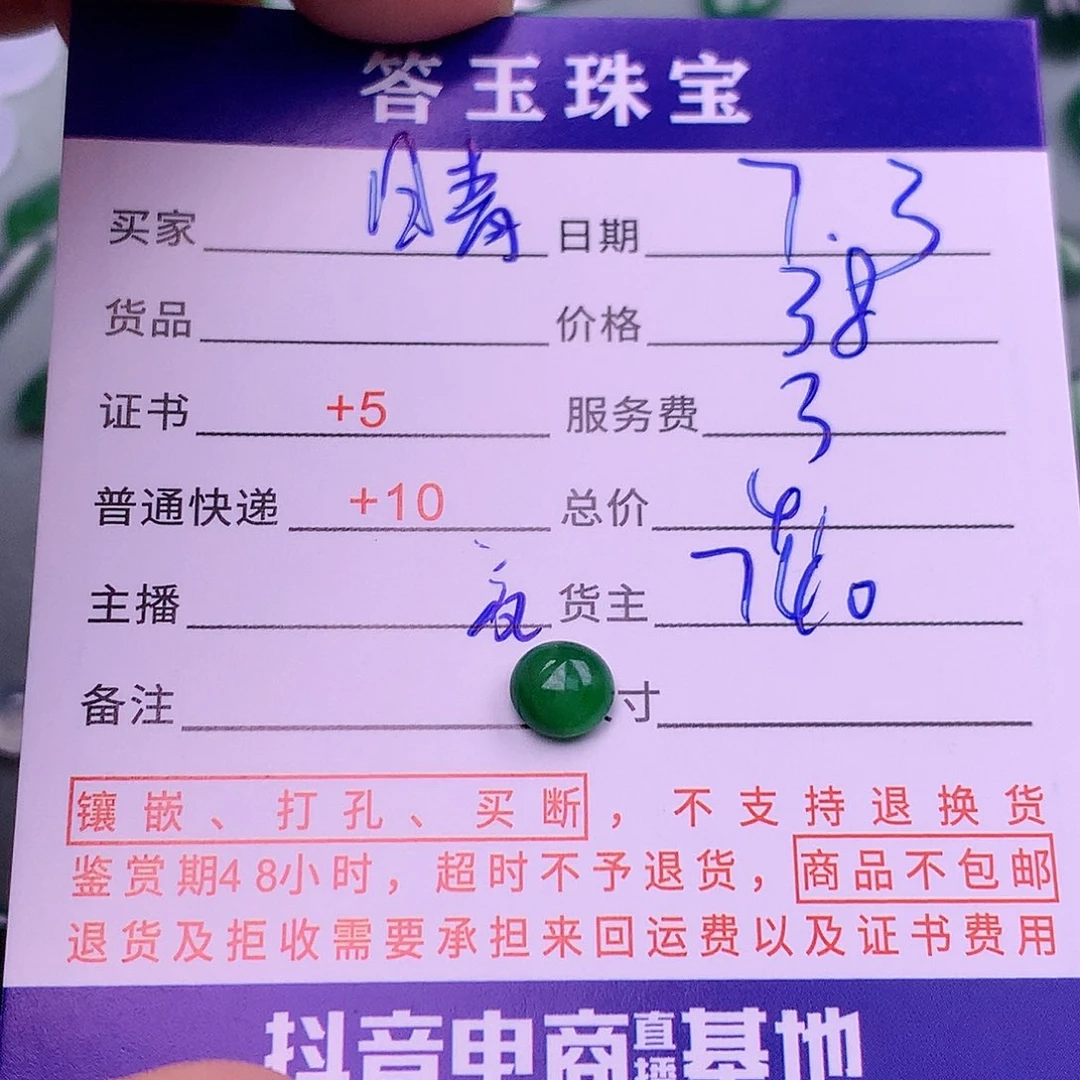 答玉珠宝
买家 晴 日期 7.3
货品 价格 38
证书 +5 服务费 3
普通快递 +10 总价
主播 货主
备注 寸
镶嵌、打孔、买断，不支持退换货
鉴赏期48小时，超时不予退货，商品不包邮
退货及拒收需要承担来回运费以及证书费用
抖音电商直播基地